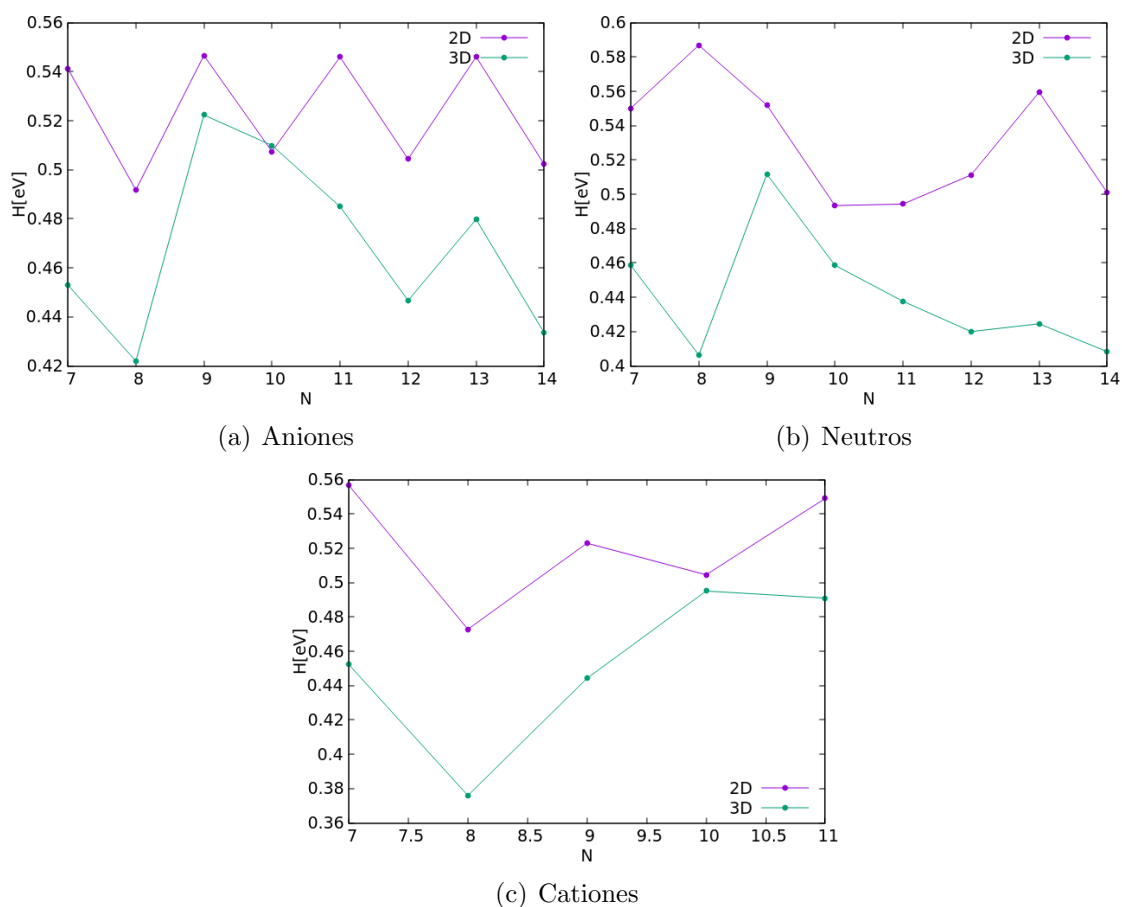 0.56
0.54
0.52
0.5
0.48
0.46
0.44
0.42
H[eV]
7 8 9 10 11 12 13 14
N
2D
3D
(a) Aniones
0.6
0.58
0.56
0.54
0.52
0.5
0.48
0.46
0.44
0.42
0.4
H[eV]
7 8 9 10 11 12 13 14
N
2D
3D
(b) Neutros
0.56
0.54
0.52
0.5
0.48
0.46
0.44
0.42
0.4
0.38
0.36
H[eV]
7 7.5 8 8.5 9 9.5 10 10.5 11
N
2D
3D
(c) Cationes